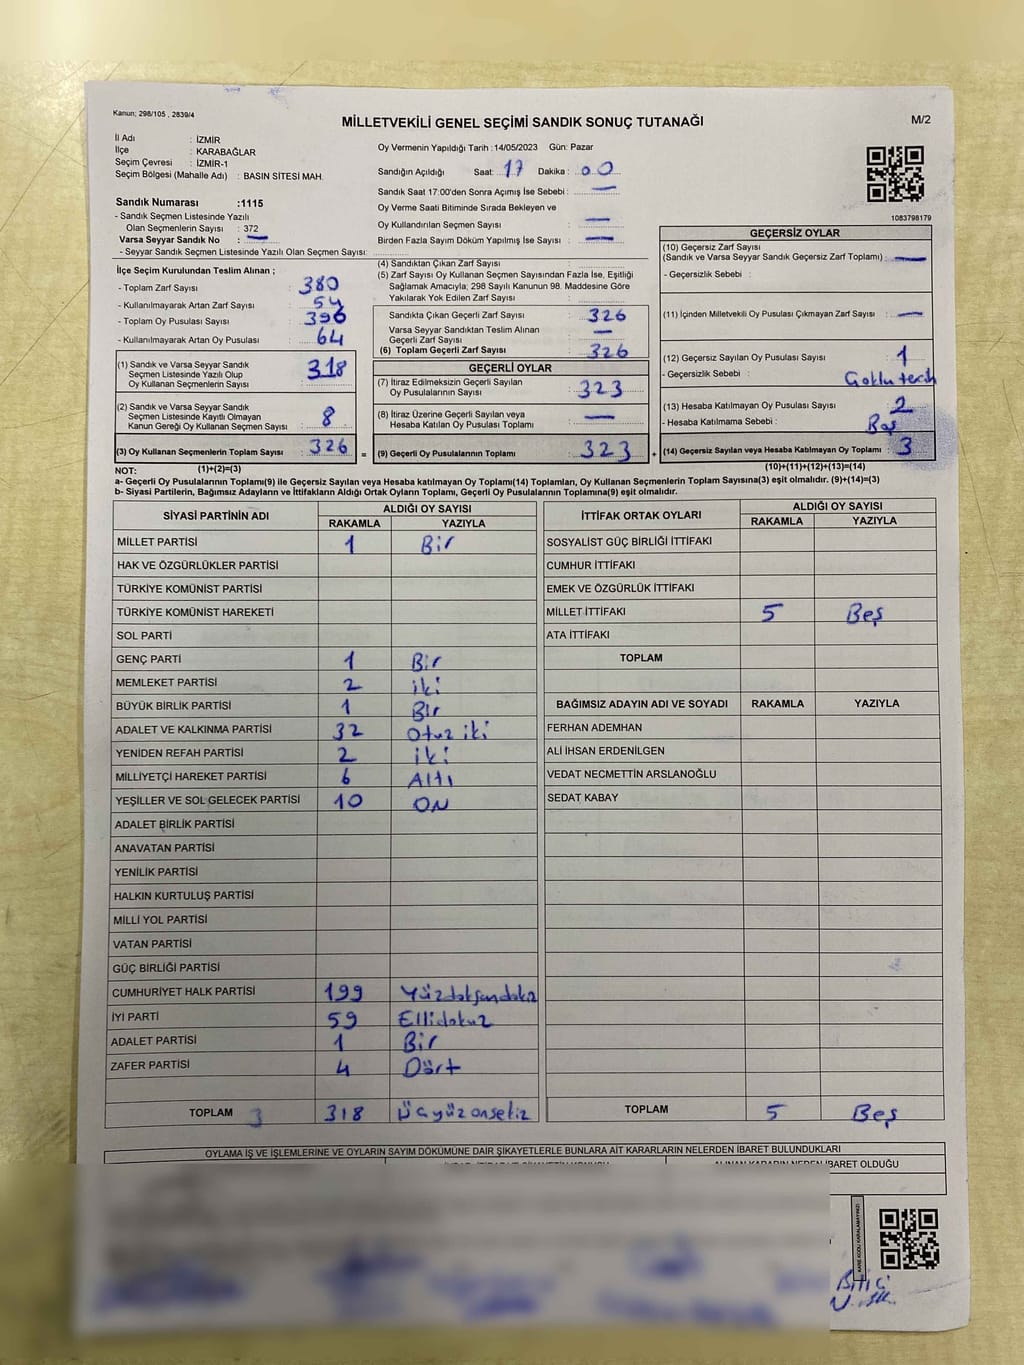 Kanun; 298/105 , 2839/4
MİLLETVEKİLİ GENEL SEÇİMİ SANDIK SONUÇ TUTANAĞI
M/2
İl Adı : İZMİR
İlçe : KARABAĞLAR
Seçim Çevresi : İZMİR-1
Seçim Bölgesi (Mahalle Adı) : BASIN SİTESİ MAH.
Oy Vermenin Yapıldığı Tarih :14/05/2023 Gün: Pazar
Sandığın Açıldığı Saat: 17 Dakika : 00
Sandık Saat 17:00'den Sonra Açımış İse Sebebi : —
Oy Verme Saati Bitiminde Sırada Bekleyen ve
Oy Kullandırılan Seçmen Sayısı : —
Birden Fazla Sayım Döküm Yapılmış İse Sayısı : —
1083798179
Sandık Numarası :1115
- Sandık Seçmen Listesinde Yazılı
Olan Seçmenlerin Sayısı : 372
Varsa Seyyar Sandık No : —
- Seyyar Sandık Seçmen Listesinde Yazılı Olan Seçmen Sayısı:
İlçe Seçim Kurulundan Teslim Alınan ;
- Toplam Zarf Sayısı : 380
- Kullanılmayarak Artan Zarf Sayısı : 54
- Toplam Oy Pusulası Sayısı : 396
- Kullanılmayarak Artan Oy Pusulası : 64
(1) Sandık ve Varsa Seyyar Sandık
Seçmen Listesinde Yazılı Olup
Oy Kullanan Seçmenlerin Sayısı : 318
(2) Sandık ve Varsa Seyyar Sandık
Seçmen Listesinde Kayıtlı Olmayan
Kanun Gereği Oy Kullanan Seçmen Sayısı : 8
(3) Oy Kullanan Seçmenlerin Toplam Sayısı : 326
(4) Sandıktan Çıkan Zarf Sayısı :
(5) Zarf Sayısı Oy Kullanan Seçmen Sayısından Fazla İse, Eşitliği
Sağlamak Amacıyla; 298 Sayılı Kanunun 98. Maddesine Göre
Yakılarak Yok Edilen Zarf Sayısı :
Sandıkta Çıkan Geçerli Zarf Sayısı : 326
Varsa Seyyar Sandıktan Teslim Alınan
Geçerli Zarf Sayısı : —
(6) Toplam Geçerli Zarf Sayısı : 326
GEÇERLİ OYLAR
(7) İtiraz Edilmeksizin Geçerli Sayılan
Oy Pusulalarının Sayısı : 323
(8) İtiraz Üzerine Geçerli Sayılan veya
Hesaba Katılan Oy Pusulası Toplamı : —
= (9) Geçerli Oy Pusulalarının Toplamı : 323 +
GEÇERSİZ OYLAR
(10) Geçersiz Zarf Sayısı
(Sandık ve Varsa Seyyar Sandık Geçersiz Zarf Toplamı) : —
- Geçersizlik Sebebi :
(11) İçinden Milletvekili Oy Pusulası Çıkmayan Zarf Sayısı : —
(12) Geçersiz Sayılan Oy Pusulası Sayısı : 1
- Geçersizlik Sebebi :
(13) Hesaba Katılmayan Oy Pusulası Sayısı : 2
- Hesaba Katılmama Sebebi : Boş
(14) Geçersiz Sayılan veya Hesaba Katılmayan Oy Toplamı : 3
NOT: (1)+(2)=(3)
(10)+(11)+(12)+(13)=(14)
a- Geçerli Oy Pusulalarının Toplamı(9) ile Geçersiz Sayılan veya Hesaba katılmayan Oy Toplamı(14) Toplamları, Oy Kullanan Seçmenlerin Toplam Sayısına(3) eşit olmalıdır. (9)+(14)=(3)
b- Siyasi Partilerin, Bağımsız Adayların ve İttifakların Aldığı Ortak Oyların Toplamı, Geçerli Oy Pusulalarının Toplamına(9) eşit olmalıdır.
SİYASİ PARTİNİN ADI ALDIĞI OY SAYISI
RAKAMLA YAZIYLA
MİLLET PARTİSİ 1 Bir
HAK VE ÖZGÜRLÜKLER PARTİSİ
TÜRKİYE KOMÜNİST PARTİSİ
TÜRKİYE KOMÜNİST HAREKETİ
SOL PARTİ
GENÇ PARTİ 1 Bir
MEMLEKET PARTİSİ 2 iki
BÜYÜK BİRLİK PARTİSİ 1 Bir
ADALET VE KALKINMA PARTİSİ 32 Otuz iki
YENİDEN REFAH PARTİSİ 2 iki
MİLLİYETÇİ HAREKET PARTİSİ 6 Altı
YEŞİLLER VE SOL GELECEK PARTİSİ 10 ON
ADALET BİRLİK PARTİSİ
ANAVATAN PARTİSİ
YENİLİK PARTİSİ
HALKIN KURTULUŞ PARTİSİ
MİLLİ YOL PARTİSİ
VATAN PARTİSİ
GÜÇ BİRLİĞİ PARTİSİ
CUMHURİYET HALK PARTİSİ 199 Yüzdoksandokuz
İYİ PARTİ 59 Ellidokuz
ADALET PARTİSİ 1 Bir
ZAFER PARTİSİ 4 Dört
TOPLAM 3 318 Üçyüzonsekiz
İTTİFAK ORTAK OYLARI ALDIĞI OY SAYISI
RAKAMLA YAZIYLA
SOSYALİST GÜÇ BİRLİĞİ İTTİFAKI
CUMHUR İTTİFAKI
EMEK VE ÖZGÜRLÜK İTTİFAKI
MİLLET İTTİFAKI 5 Beş
ATA İTTİFAKI
TOPLAM
BAĞIMSIZ ADAYIN ADI VE SOYADI RAKAMLA YAZIYLA
FERHAN ADEMHAN
ALİ İHSAN ERDENİLGEN
VEDAT NECMETTİN ARSLANOĞLU
SEDAT KABAY
TOPLAM 5 Beş
OYLAMA İŞ VE İŞLEMLERİNE VE OYLARIN SAYIM DÖKÜMÜNE DAİR ŞİKAYETLERLE BUNLARA AİT KARARLARIN NELERDEN İBARET BULUNDUKLARI
ALINAN KARARIN NEDEN İBARET OLDUĞU
KARE KODU KARALAMAYINIZ!